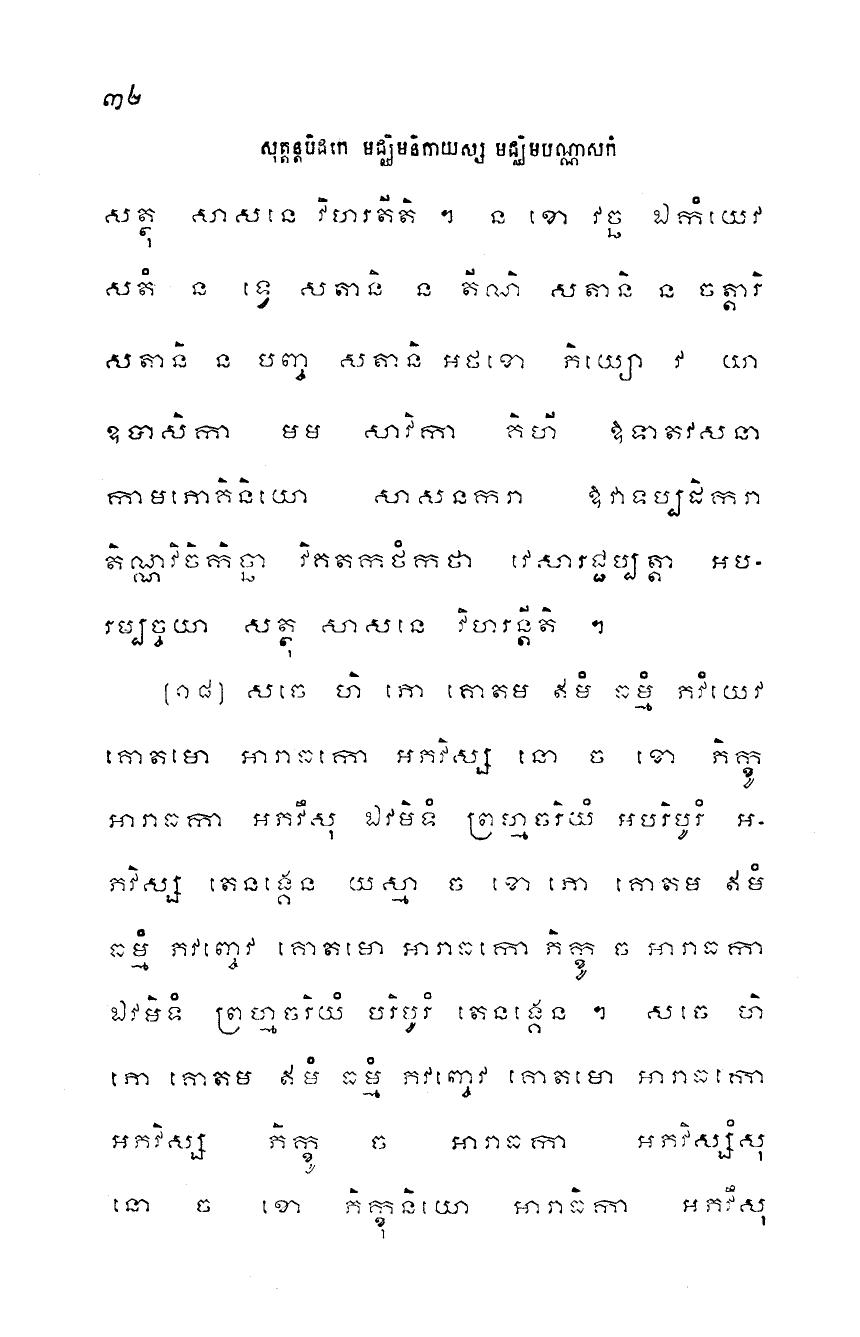 ៣២
សុត្តន្តបិដកេ មជ្ឈិមនិកាយស្ស មជ្ឈិមបណ្ណាសកំ
សត្ថុ សាសនេ វិហរតីតិ ។ ន ខោ វច្ឆ ឯកំយេវ
សតំ ន ទ្វេ សតានិ ន តីណិ សតានិ ន ចត្តារិ
សតានិ ន បញ្ច សតានិ អថខោ ភិយ្យោ វ យា
ឧបាសិកា មម សាវិកា គិហី ឱទាតវសនា
កាមភោគិនិយោ សាសនករា ឱវាទប្បដិករា
តិណ្ណវិចិកិច្ឆា វិគតកថំកថា វេសារជ្ជប្បត្តា អប-
រប្បច្ចយា សត្ថុ សាសនេ វិហរន្តីតិ ។
[១៨] សចេ ហិ ភោ គោតម ឥមំ ធម្មំ ភវំយេវ
គោតមោ អារាធកោ អភវិស្ស នោ ច ខោ ភិក្ខូ
អារាធកា អភវឹសុ ឯវមិទំ ព្រហ្មចរិយំ អបរិបូរំ អ-
ភវិស្ស តេនង្គេន យស្មា ច ខោ ភោ គោតម ឥមំ
ធម្មំ ភវញ្ចេវ គោតមោ អារាធកោ ភិក្ខូ ច អារាធកា
ឯវមិទំ ព្រហ្មចរិយំ បរិបូរំ តេនង្គេន ។ សចេ ហិ
ភោ គោតម ឥមំ ធម្មំ ភវញ្ចេវ គោតមោ អារាធកោ
អភវិស្ស ភិក្ខូ ច អារាធកា អភវិស្សំសុ
នោ ច ខោ ភិក្ខុនិយោ អារាធិកា អភវឹសុ